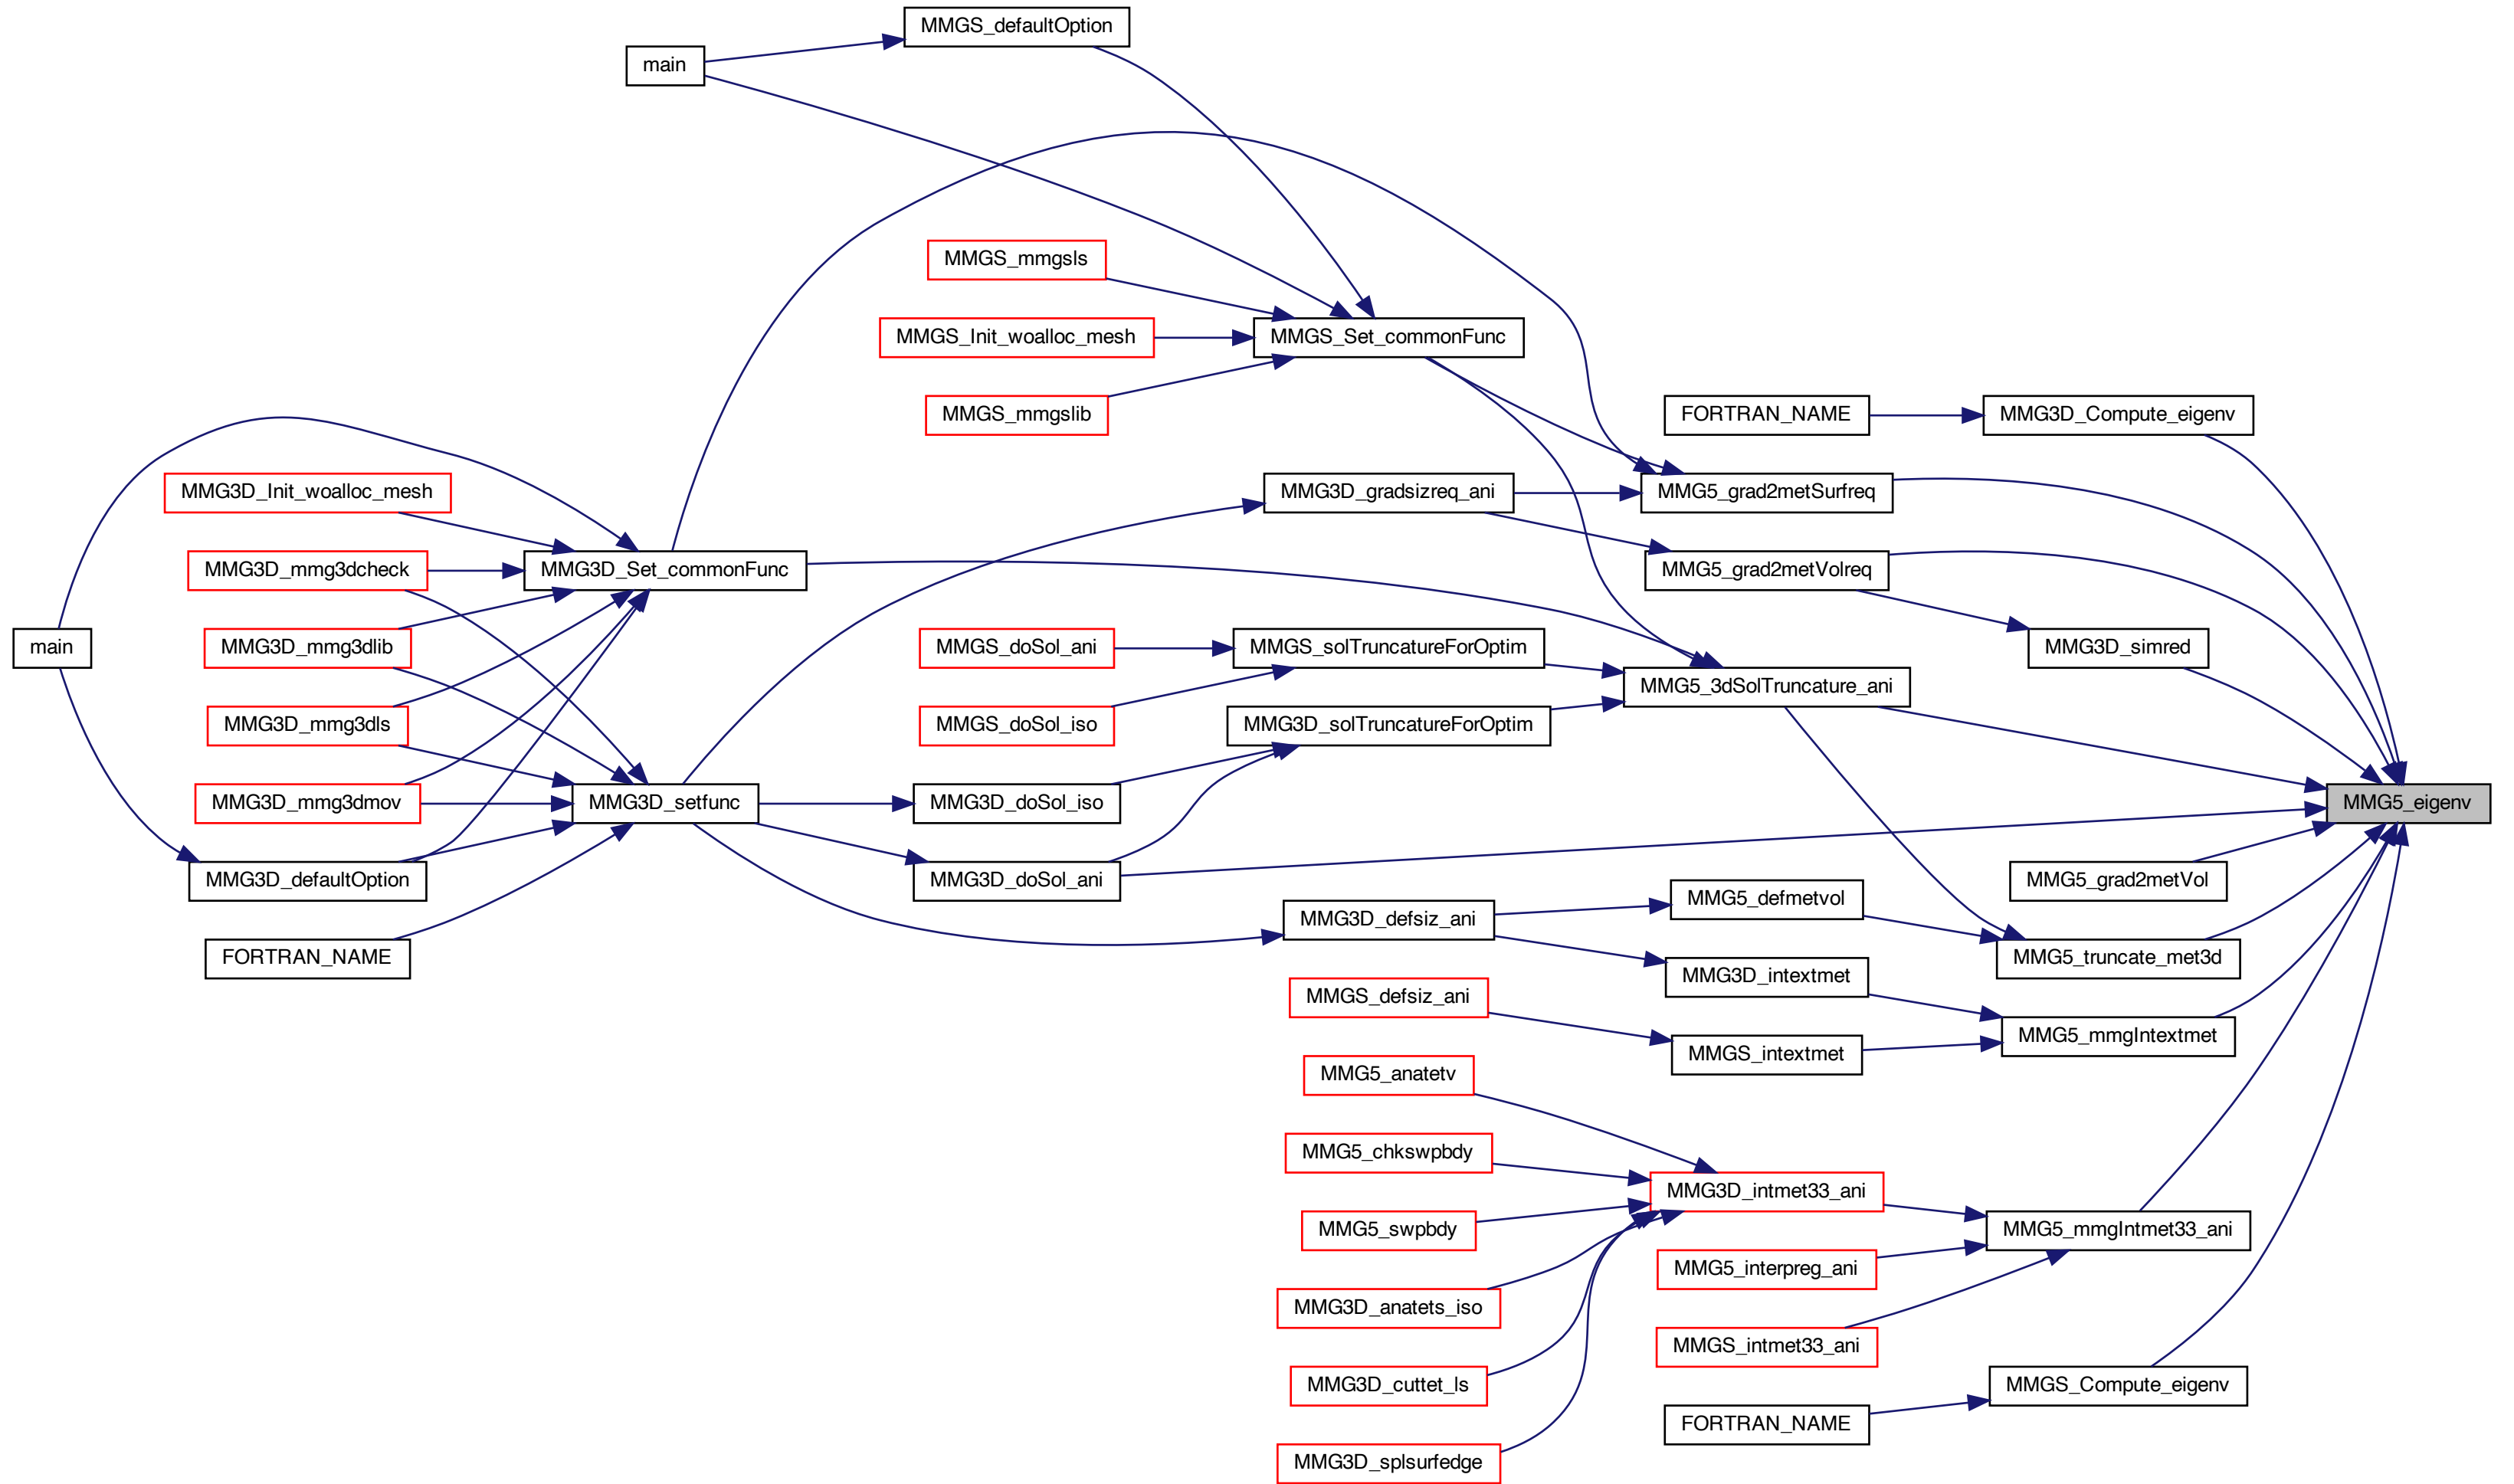 MMGS_defaultOption
main
MMGS_mmgsls
MMGS_Init_woalloc_mesh
MMGS_Set_commonFunc
MMGS_mmgslib
FORTRAN_NAME
MMG3D_Compute_eigenv
MMG3D_Init_woalloc_mesh
MMG3D_gradsizreq_ani
MMG5_grad2metSurfreq
MMG3D_mmg3dcheck
MMG3D_Set_commonFunc
MMG5_grad2metVolreq
main
MMG3D_mmg3dlib
MMGS_doSol_ani
MMGS_solTruncatureForOptim
MMG3D_simred
MMG5_3dSolTruncature_ani
MMG3D_mmg3dls
MMGS_doSol_iso
MMG3D_solTruncatureForOptim
MMG3D_mmg3dmov
MMG3D_setfunc
MMG3D_doSol_iso
MMG5_eigenv
MMG3D_defaultOption
MMG3D_doSol_ani
MMG5_grad2metVol
MMG5_defmetvol
MMG3D_defsiz_ani
FORTRAN_NAME
MMG5_truncate_met3d
MMG3D_intextmet
MMGS_defsiz_ani
MMG5_mmgIntextmet
MMGS_intextmet
MMG5_anatetv
MMG5_chkswpbdy
MMG3D_intmet33_ani
MMG5_swpbdy
MMG5_mmgIntmet33_ani
MMG5_interpreg_ani
MMG3D_anatets_iso
MMGS_intmet33_ani
MMG3D_cuttet_ls
MMGS_Compute_eigenv
FORTRAN_NAME
MMG3D_splsurfedge